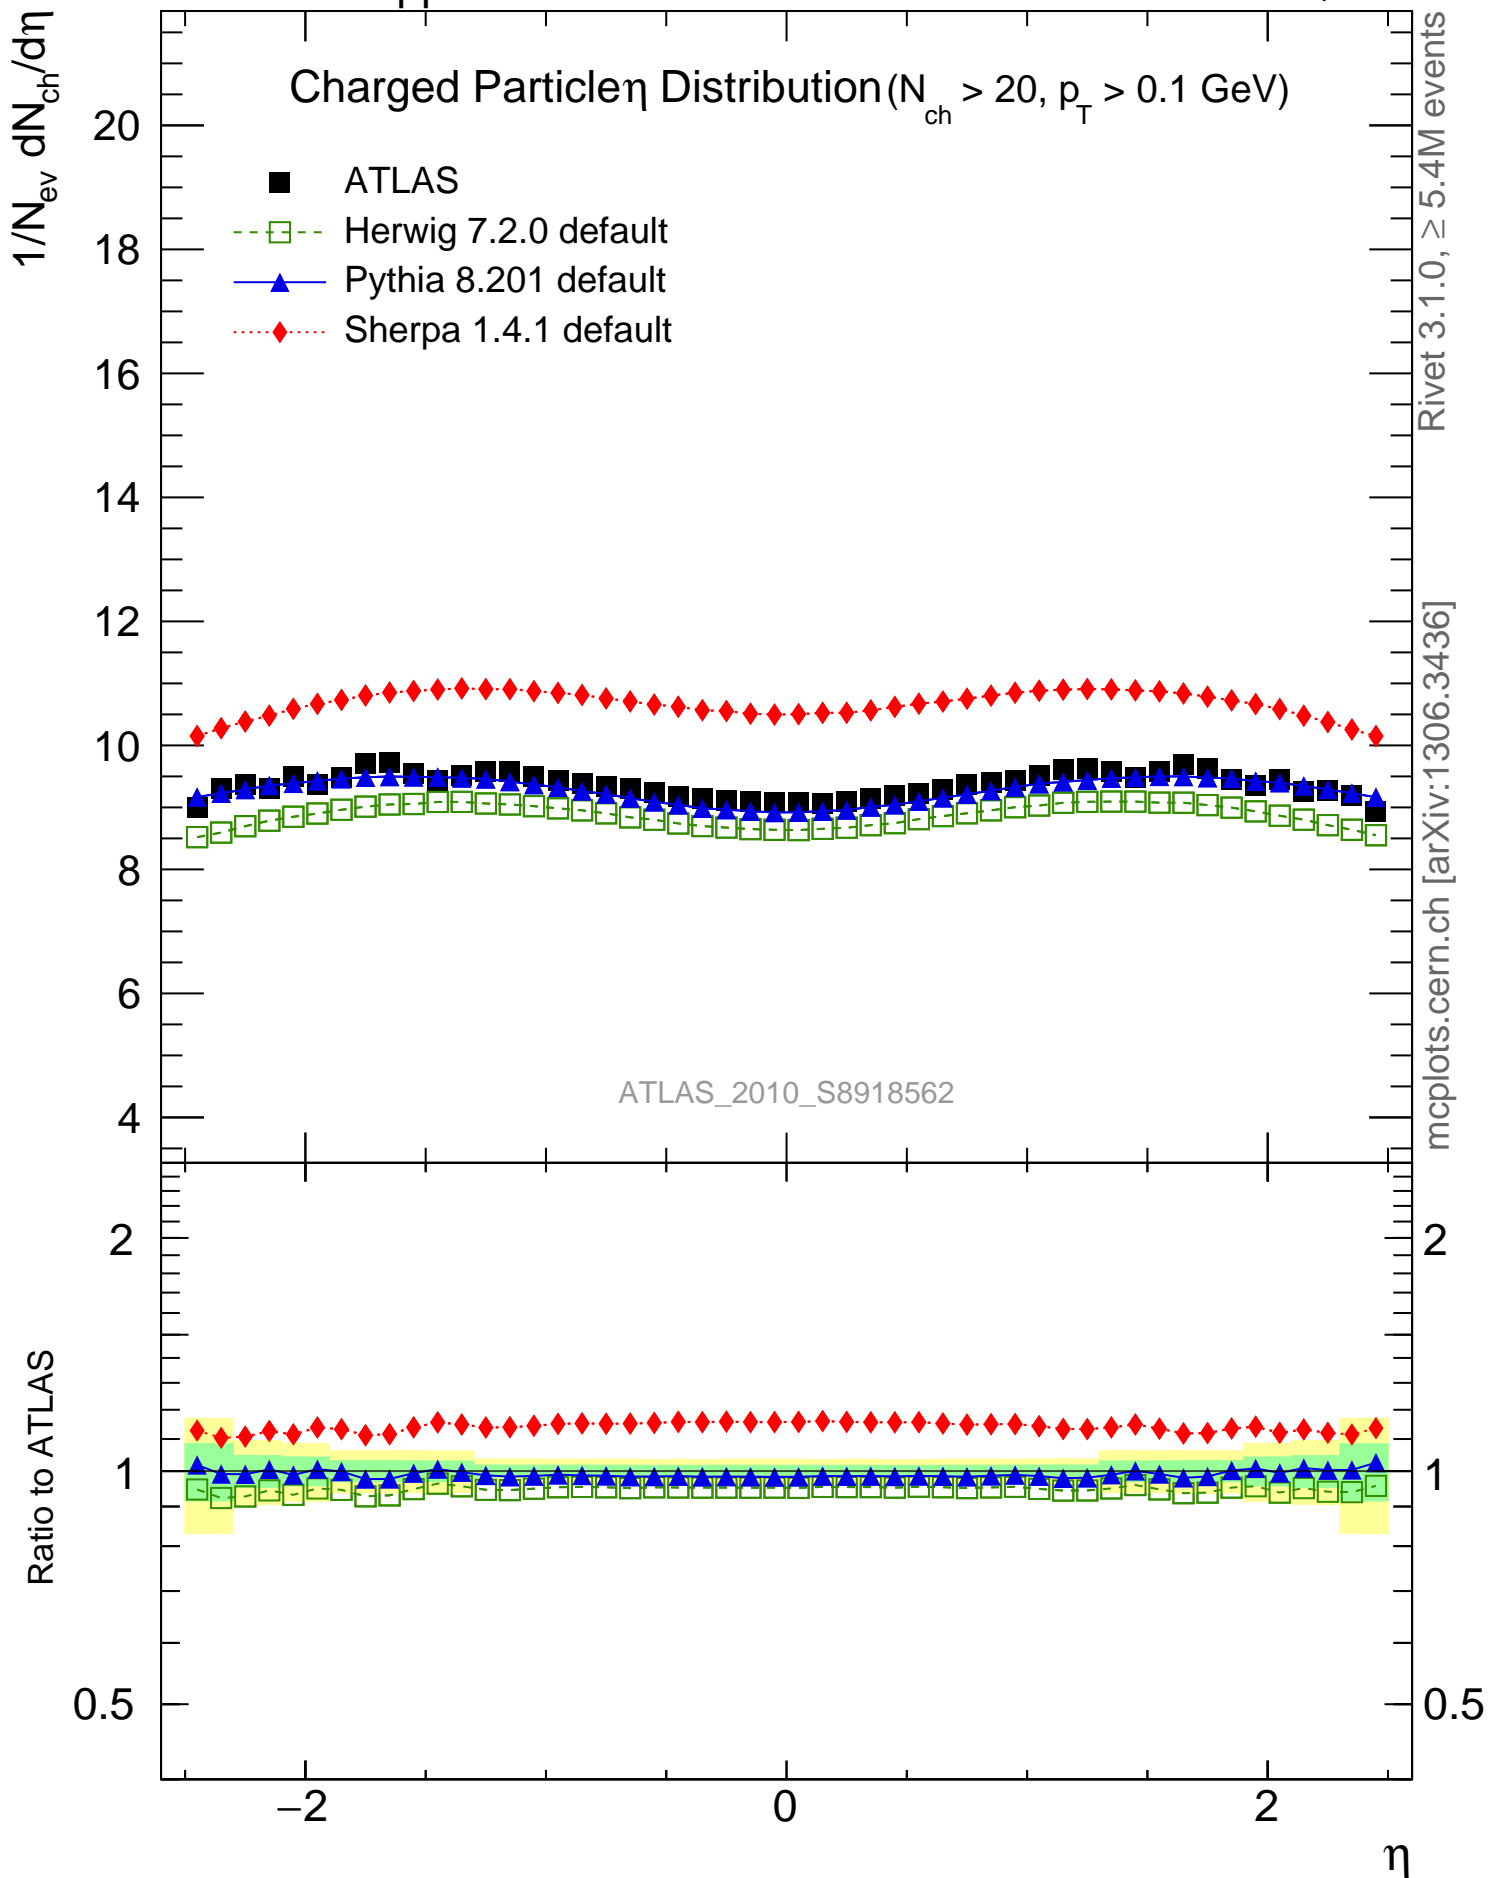 Charged Particleη Distribution (N_ch > 20, p_T > 0.1 GeV)
1/N_ev dN_ch/dη
ATLAS
Herwig 7.2.0 default
Pythia 8.201 default
Sherpa 1.4.1 default
20
18
16
14
12
10
8
6
4
ATLAS_2010_S8918562
Rivet 3.1.0, ≥ 5.4M events
mcplots.cern.ch [arXiv:1306.3436]
Ratio to ATLAS
2
1
0.5
2
1
0.5
−2
0
2
η